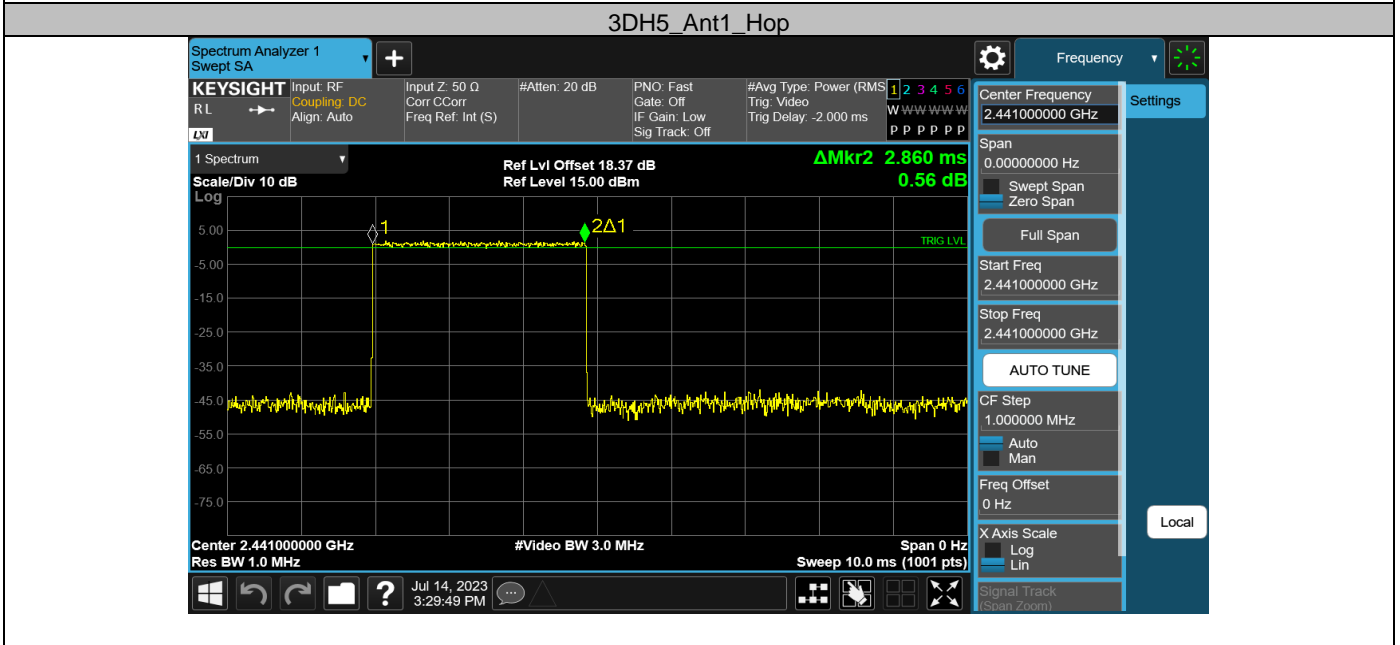 3DH5_Ant1_Hop
Spectrum Analyzer 1
Swept SA
Frequency
KEYSIGHT
RL
LXI
Input: RF
Coupling: DC
Align: Auto
Input Z: 50 Ω
Corr CCorr
Freq Ref: Int (S)
#Atten: 20 dB
PNO: Fast
Gate: Off
IF Gain: Low
Sig Track: Off
#Avg Type: Power (RMS
Trig: Video
Trig Delay: -2.000 ms
1 2 3 4 5 6
W W W W W W
P P P P P P
Center Frequency
2.441000000 GHz
Settings
1 Spectrum
Scale/Div 10 dB
Log
Ref Lvl Offset 18.37 dB
Ref Level 15.00 dBm
ΔMkr2 2.860 ms
0.56 dB
Span
0.00000000 Hz
Swept Span
Zero Span
Full Span
Start Freq
2.441000000 GHz
Stop Freq
2.441000000 GHz
AUTO TUNE
CF Step
1.000000 MHz
Auto
Man
Freq Offset
0 Hz
X Axis Scale
Log
Lin
Signal Track
(Span Zoom)
Local
1
2Δ1
TRIG LVL
5.00
-5.00
-15.0
-25.0
-35.0
-45.0
-55.0
-65.0
-75.0
Center 2.441000000 GHz
Res BW 1.0 MHz
#Video BW 3.0 MHz
Span 0 Hz
Sweep 10.0 ms (1001 pts)
?
Jul 14, 2023
3:29:49 PM